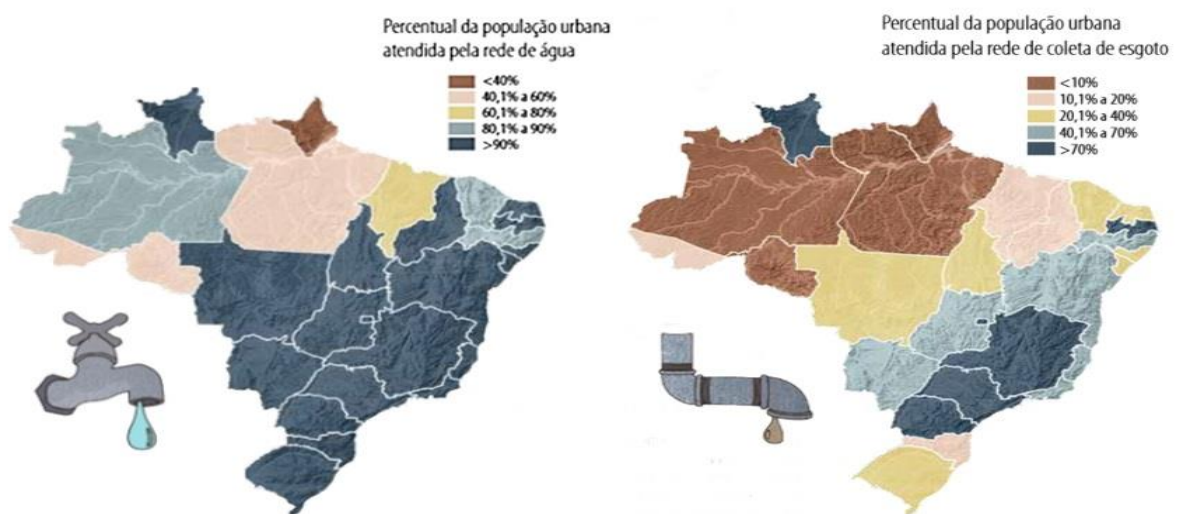 Percentual da população urbana
atendida pela rede de água
<40%
40,1% a 60%
60,1% a 80%
80,1% a 90%
>90%
Percentual da população urbana
atendida pela rede de coleta de esgoto
<10%
10,1% a 20%
20,1% a 40%
40,1% a 70%
>70%